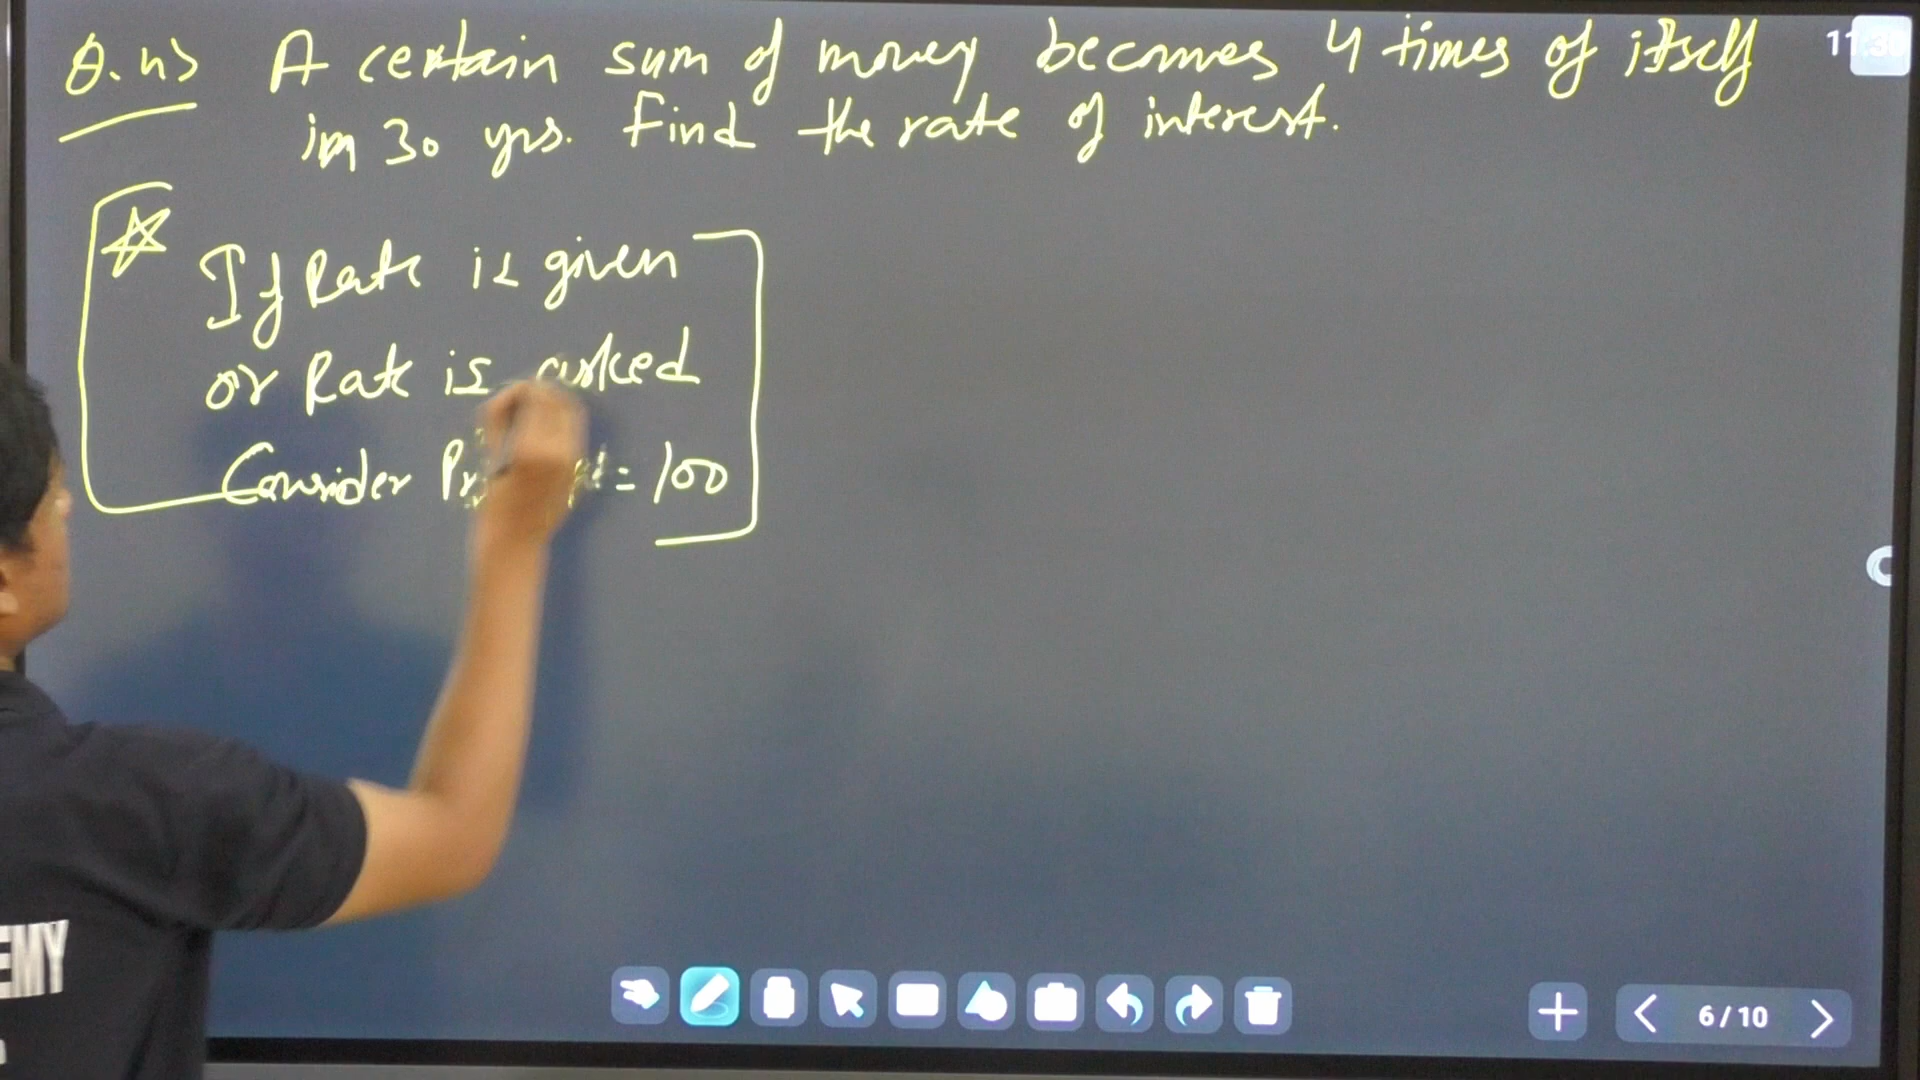 Q.n> A certain sum of money becomes 4 times of itself
in 30 yrs. Find the rate of interest.
If Rate is given
or Rate is asked
Consider = 100
EMY
6/10